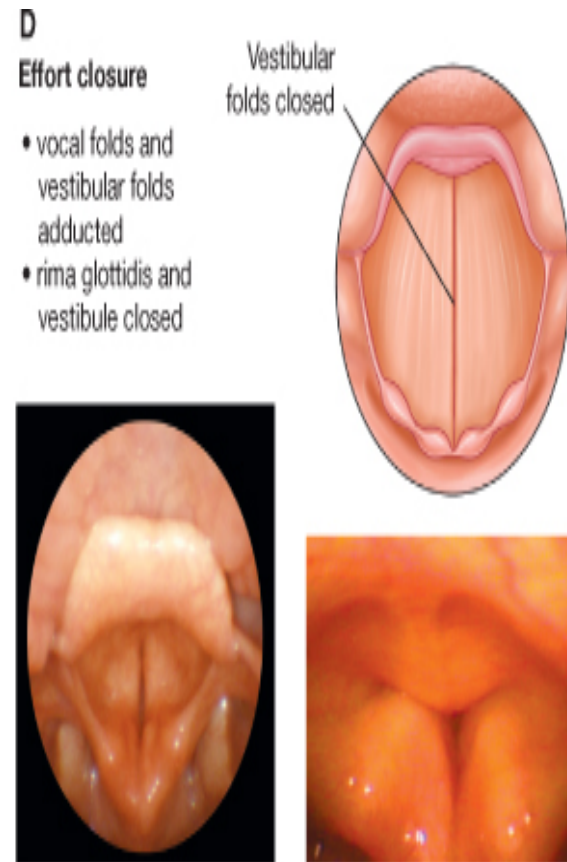 D
Effort closure
• vocal folds and
vestibular folds
adducted
• rima glottidis and
vestibule closed
Vestibular
folds closed